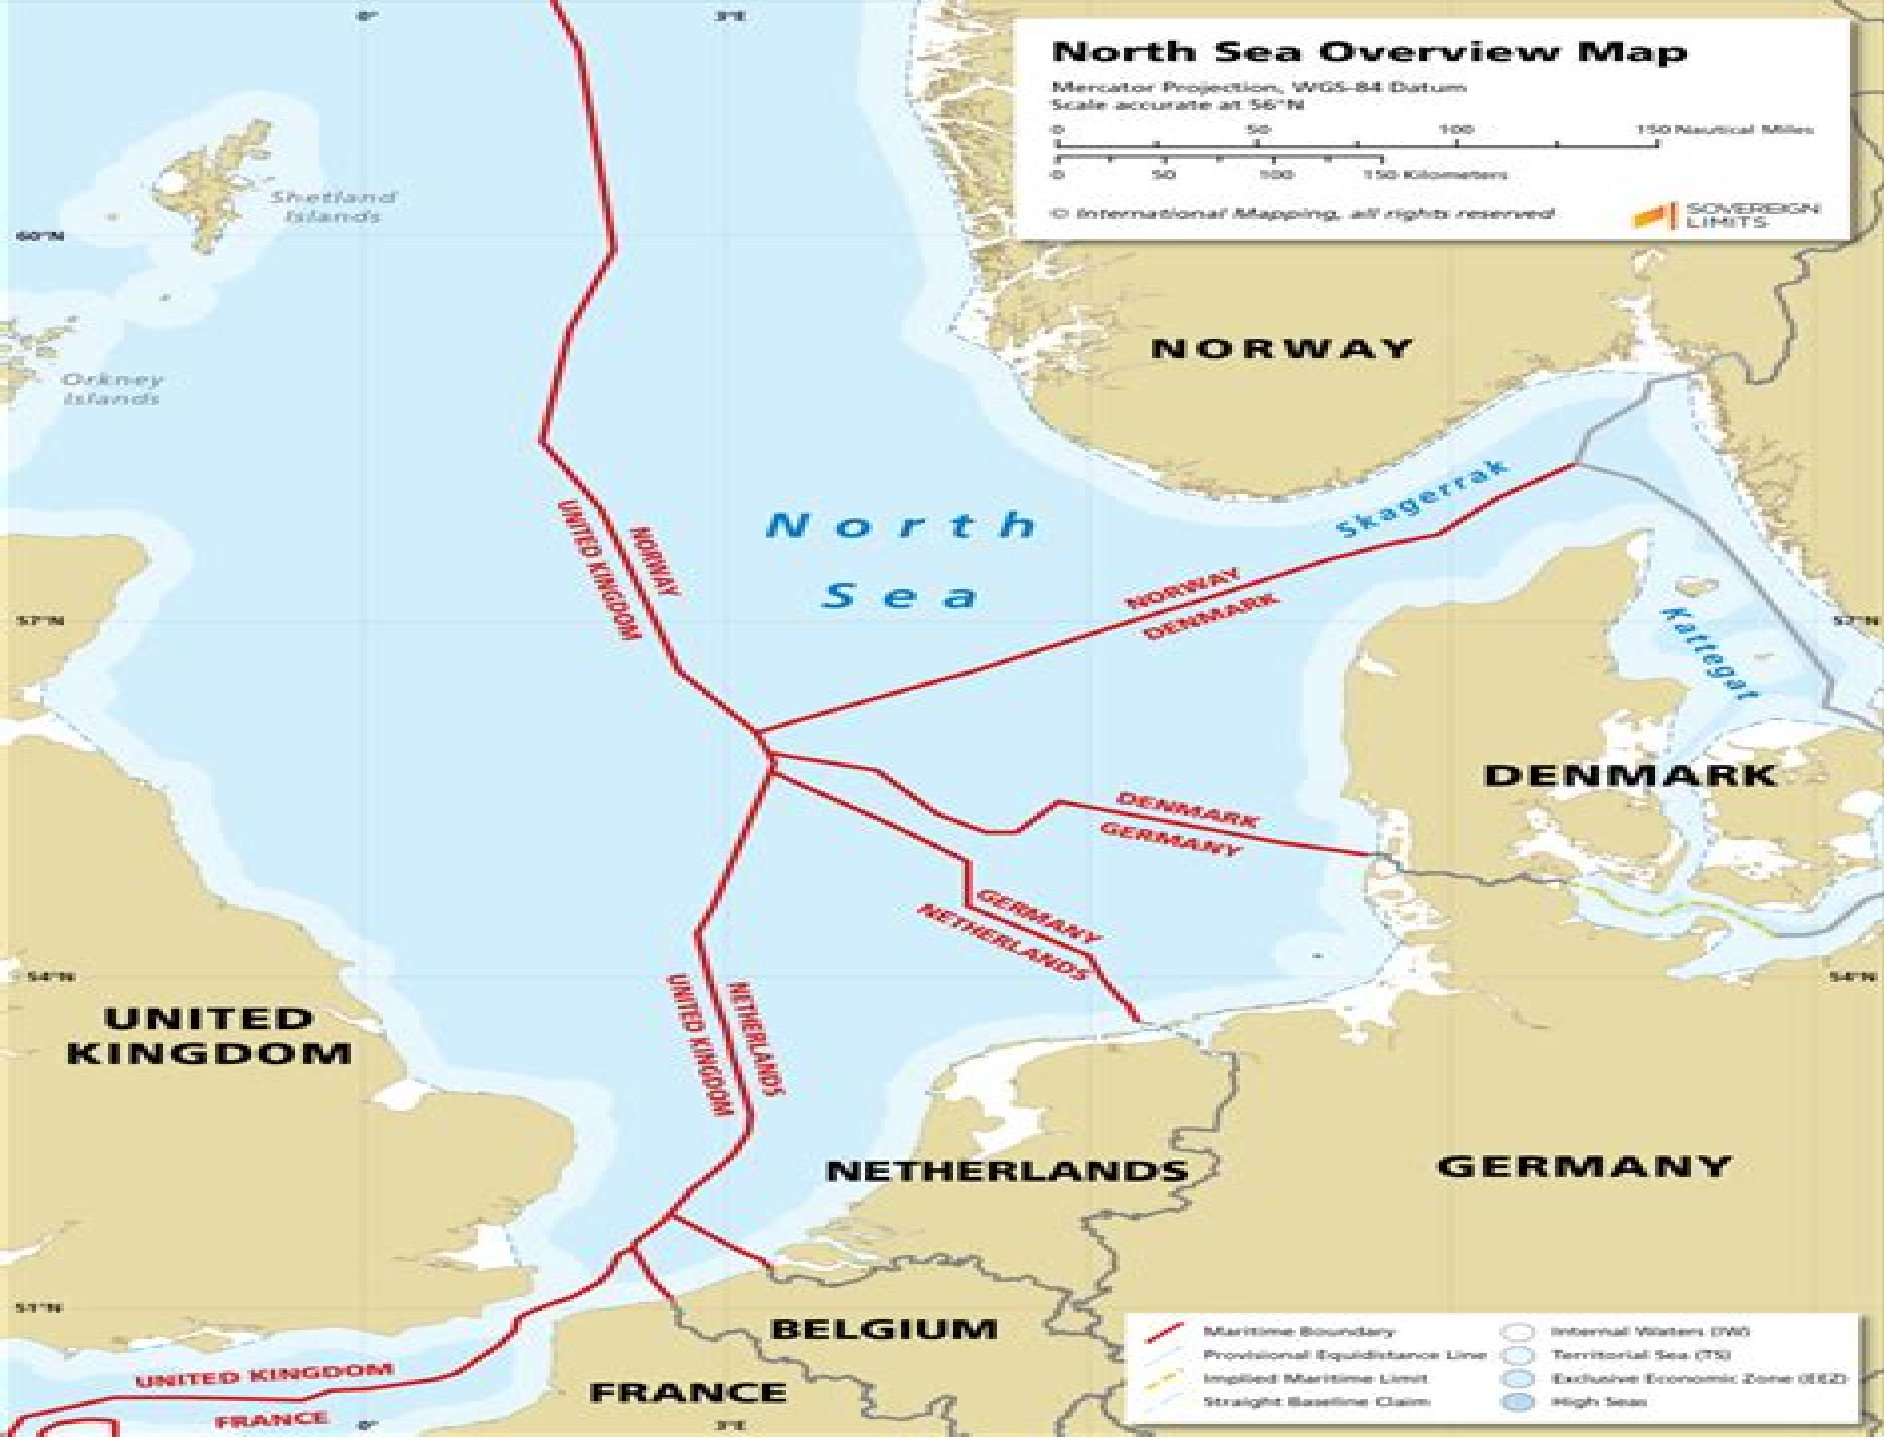 0°
3°E
North Sea Overview Map
Mercator Projection, WGS-84 Datum
Scale accurate at 56°N
0 50 100 150 Nautical Miles
0 50 100 150 Kilometers
© International Mapping, all rights reserved
SOVEREIGN
LIMITS
Shetland
Islands
60°N
Orkney
Islands
NORWAY
Skagerrak
North
Sea
UNITED KINGDOM
NORWAY
NORWAY
DENMARK
57°N
57°N
Kattegat
DENMARK
DENMARK
GERMANY
GERMANY
NETHERLANDS
54°N
54°N
UNITED
KINGDOM
UNITED KINGDOM
NETHERLANDS
NETHERLANDS
GERMANY
51°N
BELGIUM
UNITED KINGDOM
FRANCE
FRANCE
0°
3°E
Maritime Boundary
Provisional Equidistance Line
Implied Maritime Limit
Straight Baseline Claim
Internal Waters (IW)
Territorial Sea (TS)
Exclusive Economic Zone (EEZ)
High Seas